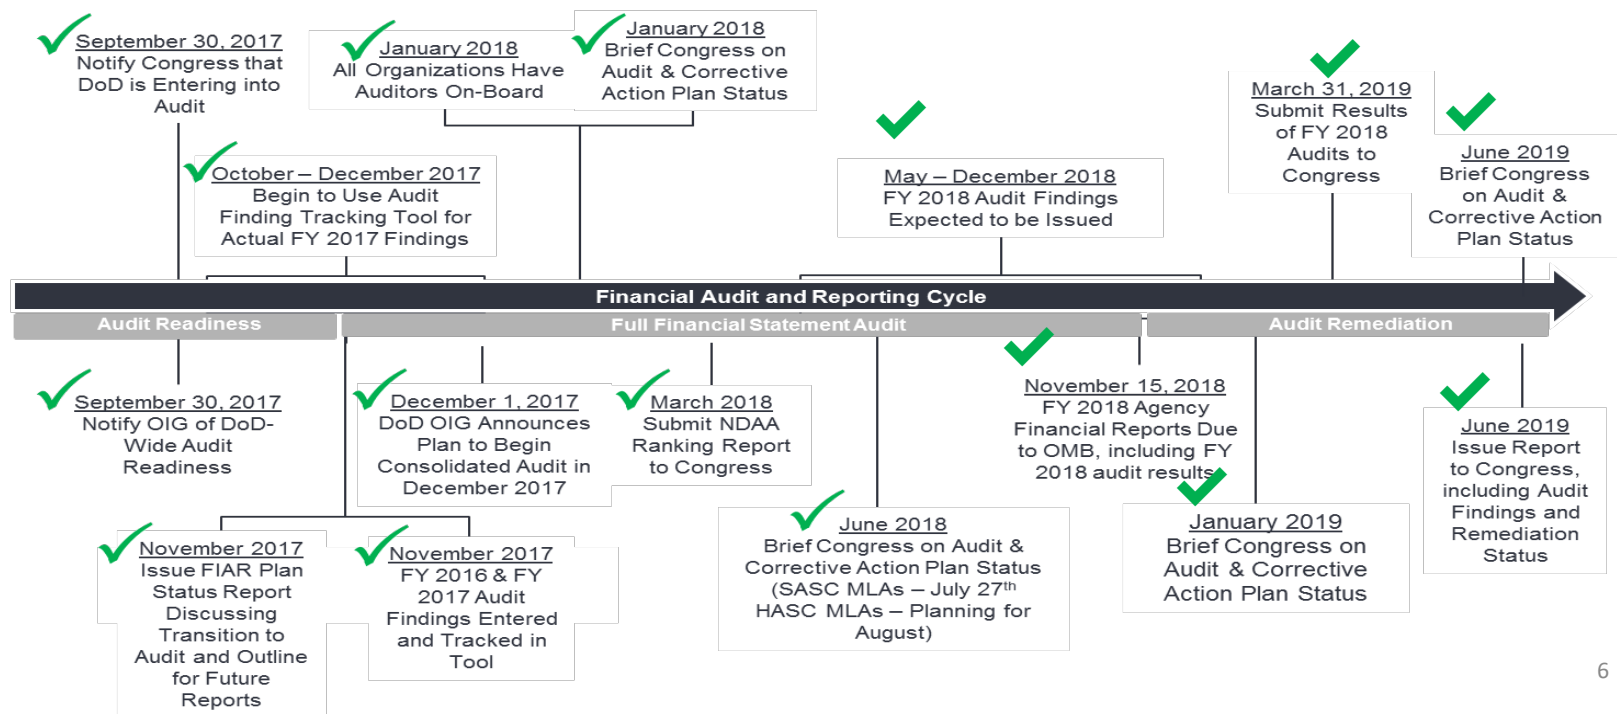 September 30, 2017
Notify Congress that
DoD is Entering into
Audit
January 2018
All Organizations Have
Auditors On-Board
January 2018
Brief Congress on
Audit & Corrective
Action Plan Status
October – December 2017
Begin to Use Audit
Finding Tracking Tool for
Actual FY 2017 Findings
May – December 2018
FY 2018 Audit Findings
Expected to be Issued
March 31, 2019
Submit Results
of FY 2018
Audits to
Congress
June 2019
Brief Congress
on Audit &
Corrective Action
Plan Status
Financial Audit and Reporting Cycle
Audit Readiness
Full Financial Statement Audit
Audit Remediation
September 30, 2017
Notify OIG of DoD-
Wide Audit
Readiness
December 1, 2017
DoD OIG Announces
Plan to Begin
Consolidated Audit in
December 2017
March 2018
Submit NDAA
Ranking Report
to Congress
November 15, 2018
FY 2018 Agency
Financial Reports Due
to OMB, including FY
2018 audit results
June 2019
Issue Report
to Congress,
including Audit
Findings and
Remediation
Status
November 2017
Issue FIAR Plan
Status Report
Discussing
Transition to
Audit and Outline
for Future
Reports
November 2017
FY 2016 & FY
2017 Audit
Findings Entered
and Tracked in
Tool
June 2018
Brief Congress on Audit &
Corrective Action Plan Status
(SASC MLAs – July 27th
HASC MLAs – Planning for
August)
January 2019
Brief Congress on
Audit & Corrective
Action Plan Status
6